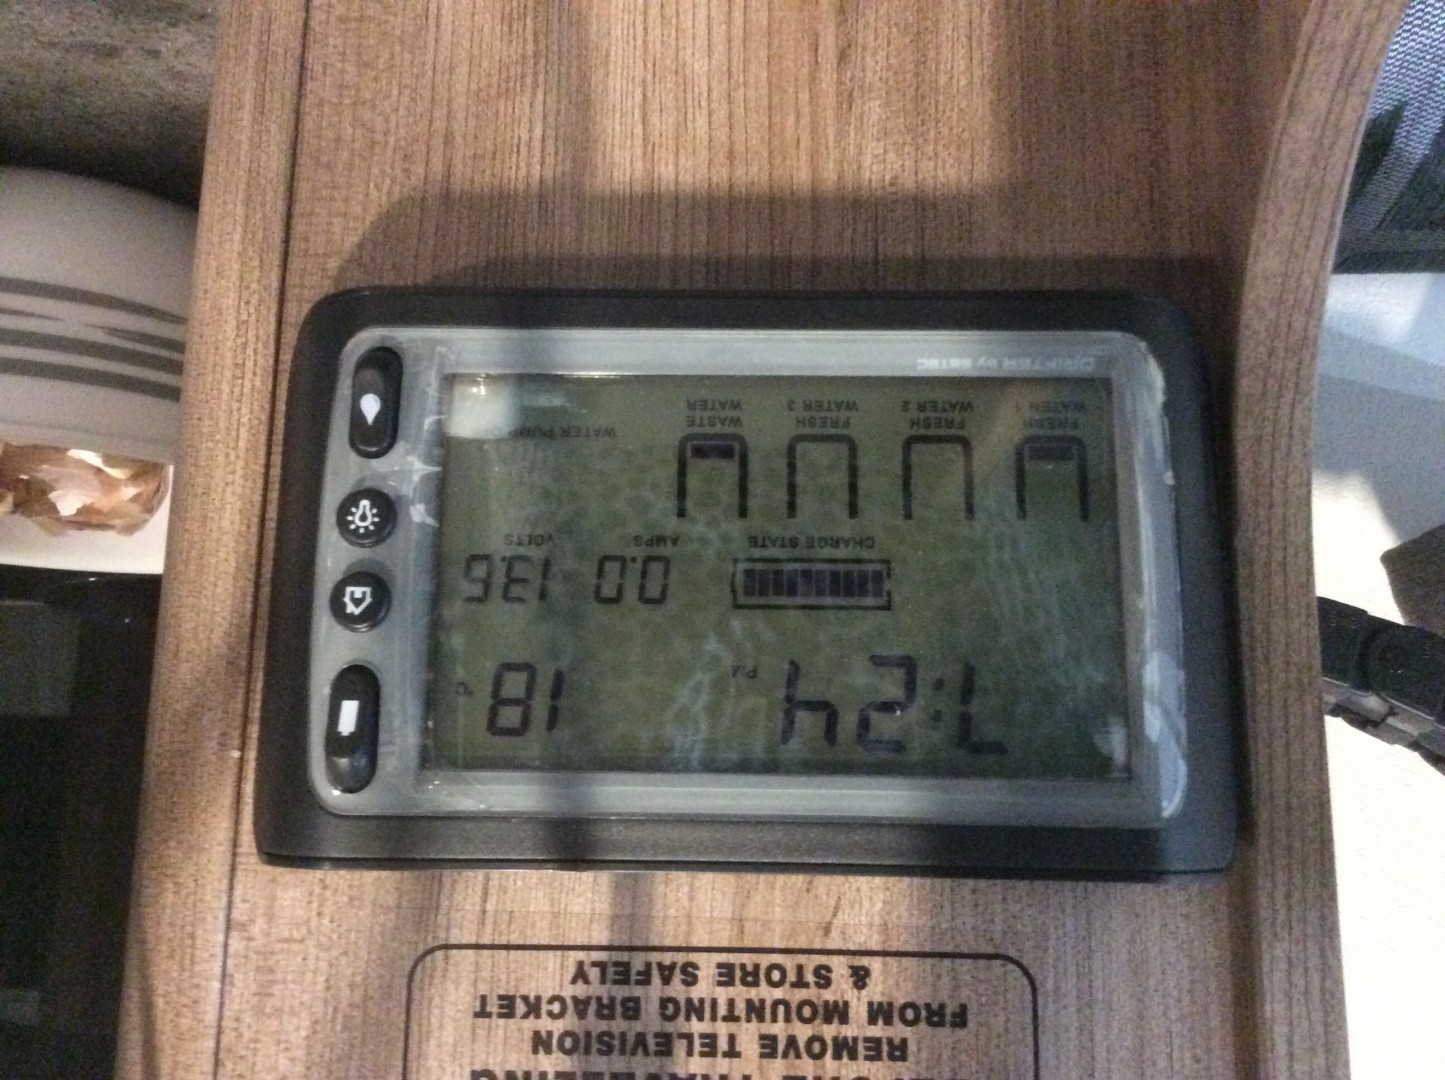 REMOVE TELEVISION
FROM MOUNTING BRACKET
& STORE SAFELY
7:24 PM 18 °C
0.0 13.6
CHARGE STATE AMPS VOLTS
FRESH FRESH FRESH WASTE WATER PUMP
WATER 1 WATER 2 WATER 3 WATER
DRIFTER BY SETEC